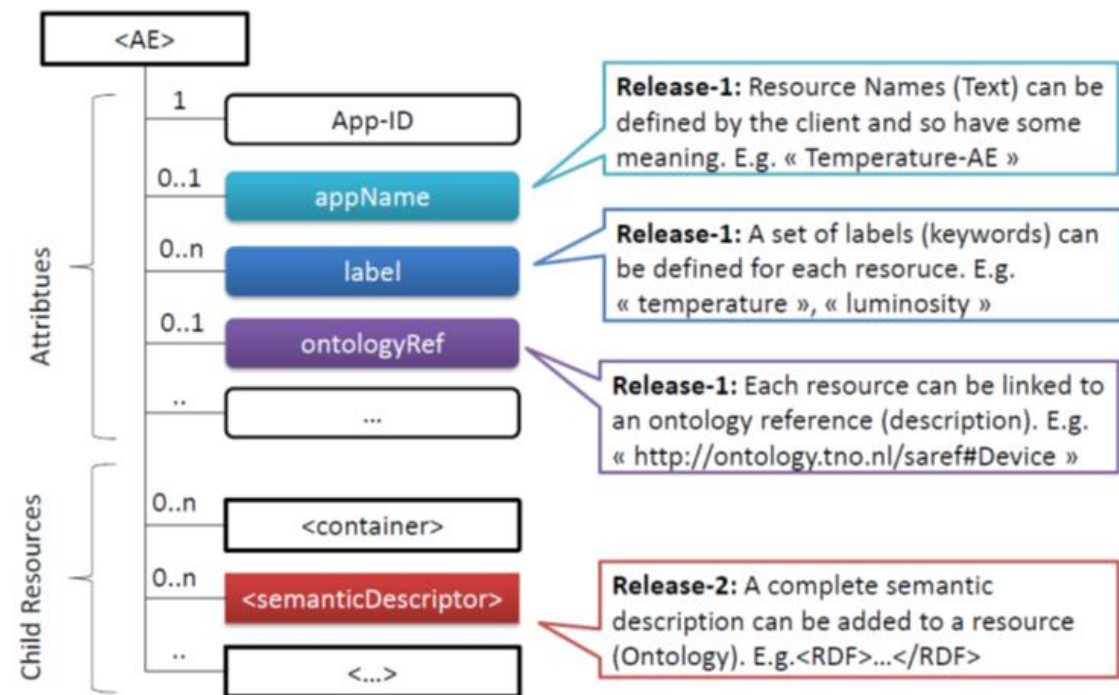 <AE>
Attribtues
1
App-ID
0..1
appName
0..n
label
0..1
ontologyRef
..
...
Release-1: Resource Names (Text) can be
defined by the client and so have some
meaning. E.g. « Temperature-AE »
Release-1: A set of labels (keywords) can
be defined for each resoruce. E.g.
« temperature », « luminosity »
Release-1: Each resource can be linked to
an ontology reference (description). E.g.
« http://ontology.tno.nl/saref#Device »
Child Resources
0..n
<container>
0..n
<semanticDescriptor>
..
<...>
Release-2: A complete semantic
description can be added to a resource
(Ontology). E.g.<RDF>...</RDF>